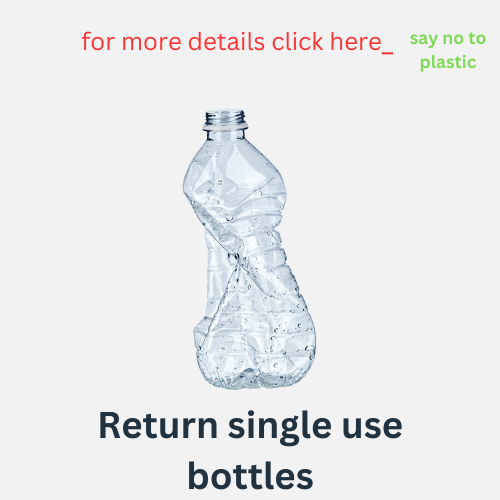 for more details click here_
say no to
plastic
Return single use
bottles